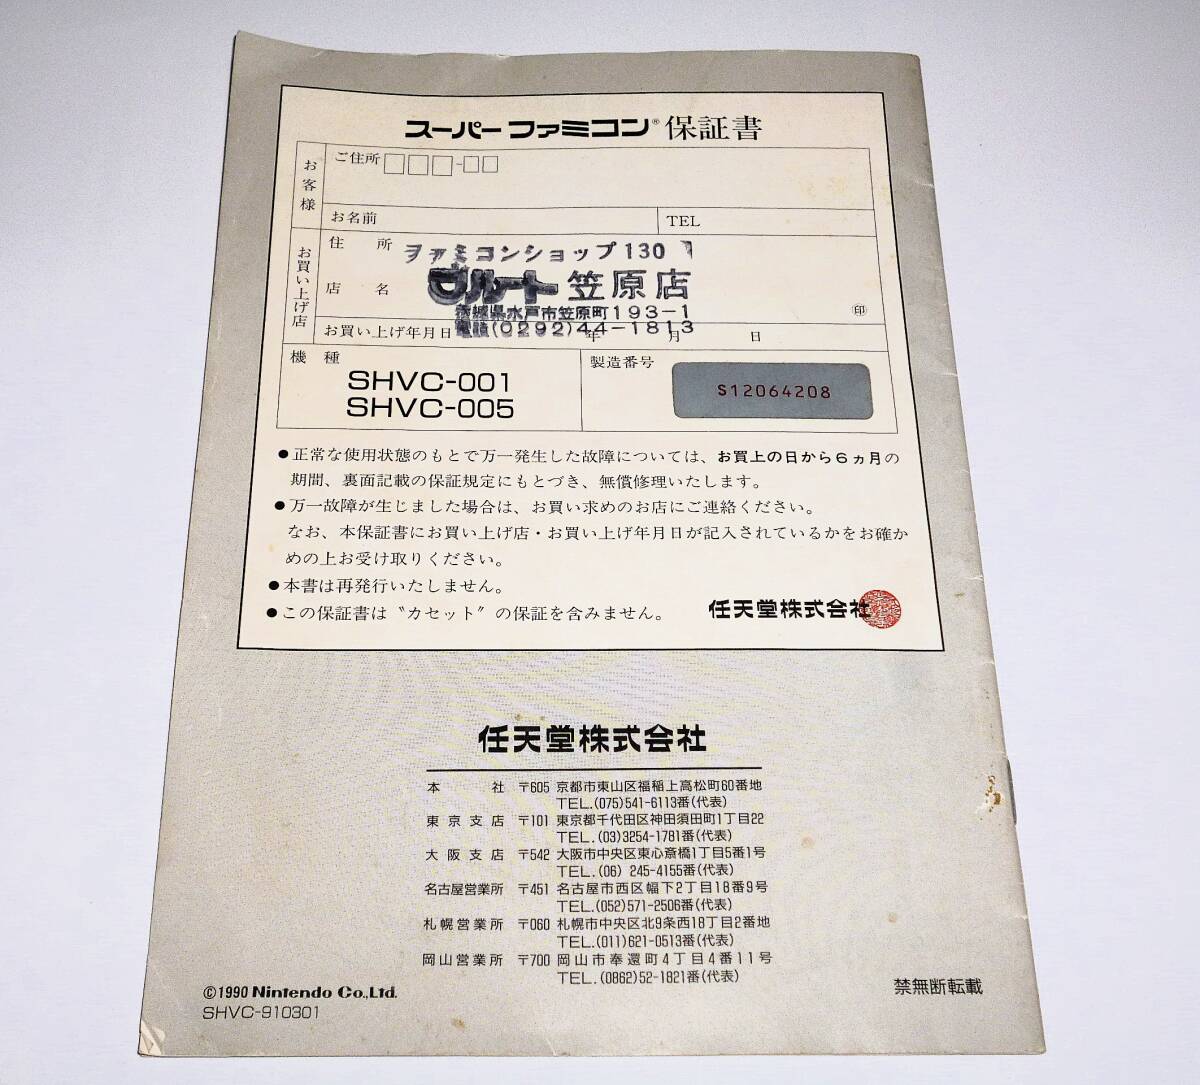 スーパーファミコン® 保証書
お客様
ご住所 □□□-□□
お名前
TEL
お買い上げ店
住所
ファミコンショップ130
店名
ブルート 笠原店
印
茨城県水戸市笠原町193-1
電話(0292)44-1813
お買い上げ年月日 年 月 日
機種
SHVC-001
SHVC-005
製造番号
S12064208
●正常な使用状態のもとで万一発生した故障については、お買上の日から6ヵ月の
期間、裏面記載の保証規定にもとづき、無償修理いたします。
●万一故障が生じました場合は、お買い求めのお店にご連絡ください。
なお、本保証書にお買い上げ店・お買い上げ年月日が記入されているかをお確か
めの上お受け取りください。
●本書は再発行いたしません。
●この保証書は〝カセット〟の保証を含みません。
任天堂株式会社
任天堂株式会社
本社 〒605 京都市東山区福稲上高松町60番地
TEL.(075)541-6113番(代表)
東京支店 〒101 東京都千代田区神田須田町1丁目22
TEL.(03)3254-1781番(代表)
大阪支店 〒542 大阪市中央区東心斎橋1丁目5番1号
TEL.(06) 245-4155番(代表)
名古屋営業所 〒451 名古屋市西区幅下2丁目18番9号
TEL.(052)571-2506番(代表)
札幌営業所 〒060 札幌市中央区北9条西18丁目2番地
TEL.(011)621-0513番(代表)
岡山営業所 〒700 岡山市奉還町4丁目4番11号
TEL.(0862)52-1821番(代表)
©1990 Nintendo Co.,Ltd.
SHVC-910301
禁無断転載